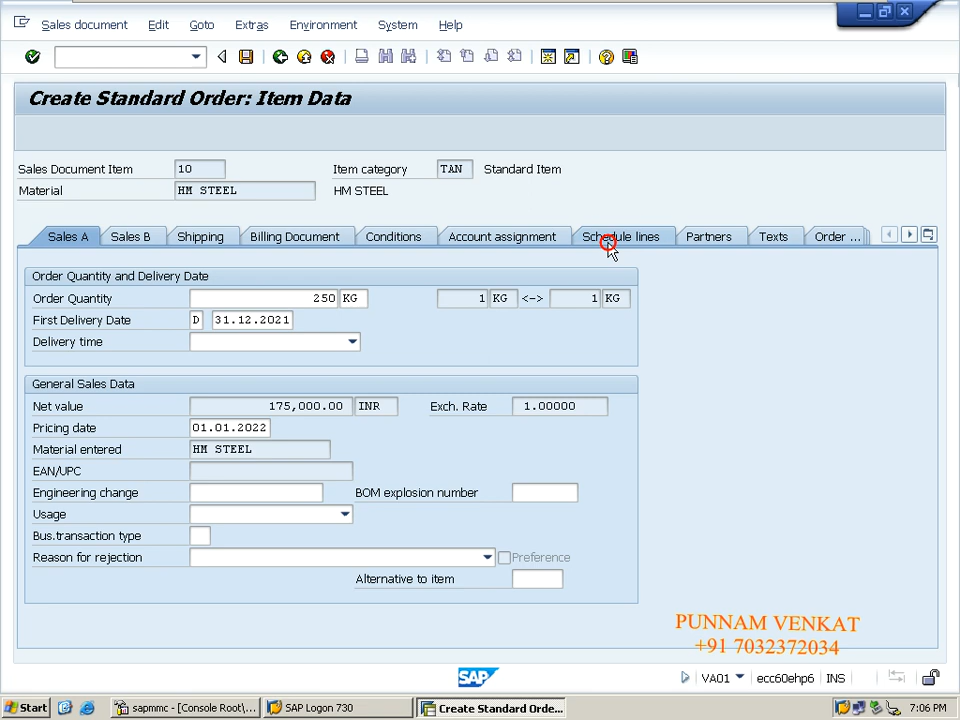 Sales document Edit Goto Extras Environment System Help
Create Standard Order: Item Data
Sales Document Item 10 Item category TAN Standard Item
Material HM STEEL HM STEEL
Sales A Sales B Shipping Billing Document Conditions Account assignment Schedule lines Partners Texts Order ...
Order Quantity and Delivery Date
Order Quantity 250 KG 1 KG <-> 1 KG
First Delivery Date D 31.12.2021
Delivery time
General Sales Data
Net value 175,000.00 INR Exch. Rate 1.00000
Pricing date 01.01.2022
Material entered HM STEEL
EAN/UPC
Engineering change BOM explosion number
Usage
Bus.transaction type
Reason for rejection Preference
Alternative to item
PUNNAM VENKAT
+91 7032372034
SAP VA01 ecc60ehp6 INS
Start sapmmc - [Console Root\... SAP Logon 730 Create Standard Orde... 7:06 PM